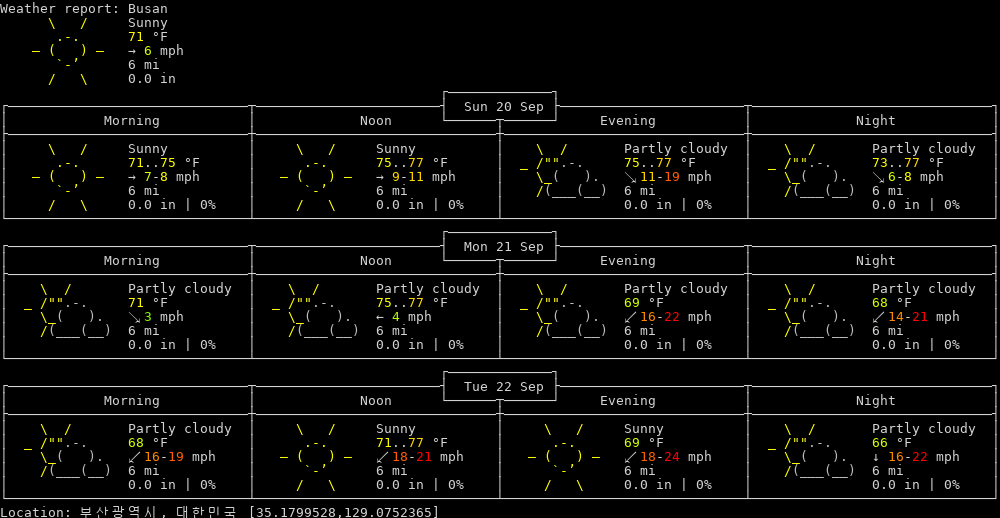 Weather report: Busan
Sunny
71 °F
→ 6 mph
6 mi
0.0 in
Sun 20 Sep
Morning Noon Evening Night
Sunny Sunny Partly cloudy Partly cloudy
71..75 °F 75..77 °F 75..77 °F 73..77 °F
→ 7-8 mph → 9-11 mph ↘ 11-19 mph ↘ 6-8 mph
6 mi 6 mi 6 mi 6 mi
0.0 in | 0% 0.0 in | 0% 0.0 in | 0% 0.0 in | 0%
Mon 21 Sep
Morning Noon Evening Night
Partly cloudy Partly cloudy Partly cloudy Partly cloudy
71 °F 75..77 °F 69 °F 68 °F
↘ 3 mph ← 4 mph ↙ 16-22 mph ↙ 14-21 mph
6 mi 6 mi 6 mi 6 mi
0.0 in | 0% 0.0 in | 0% 0.0 in | 0% 0.0 in | 0%
Tue 22 Sep
Morning Noon Evening Night
Partly cloudy Sunny Sunny Partly cloudy
68 °F 71..77 °F 69 °F 66 °F
↙ 16-19 mph ↙ 18-21 mph ↙ 18-24 mph ↓ 16-22 mph
6 mi 6 mi 6 mi 6 mi
0.0 in | 0% 0.0 in | 0% 0.0 in | 0% 0.0 in | 0%
Location: 부산광역시, 대한민국 [35.1799528,129.0752365]